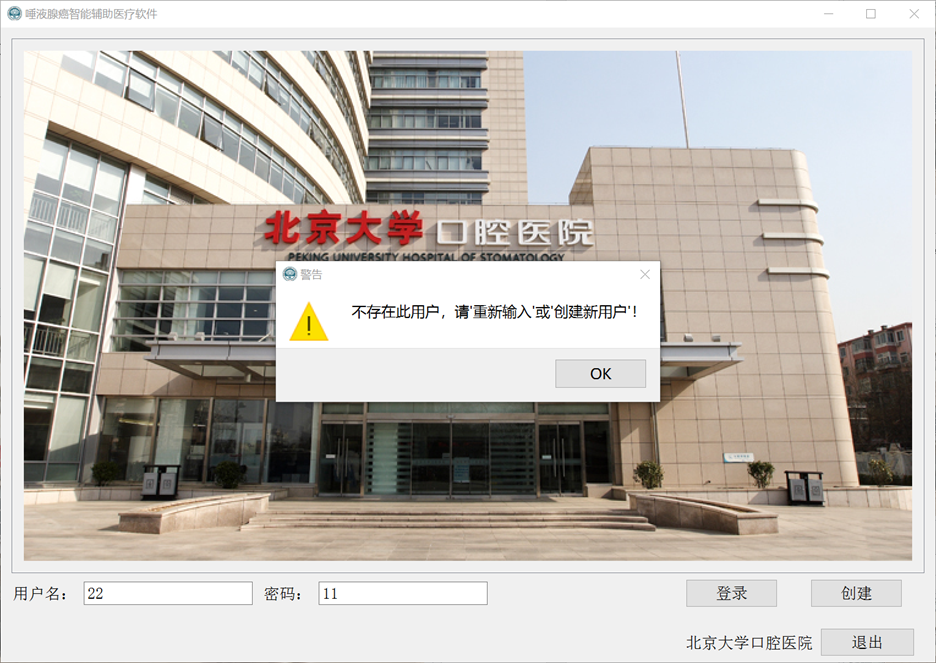 唾液腺癌智能辅助医疗软件
北京大学口腔医院
PEKING UNIVERSITY HOSPITAL OF STOMATOLOGY
警告
不存在此用户，请'重新输入'或'创建新用户'！
OK
用户名： 22 密码： 11 登录 创建
北京大学口腔医院 退出